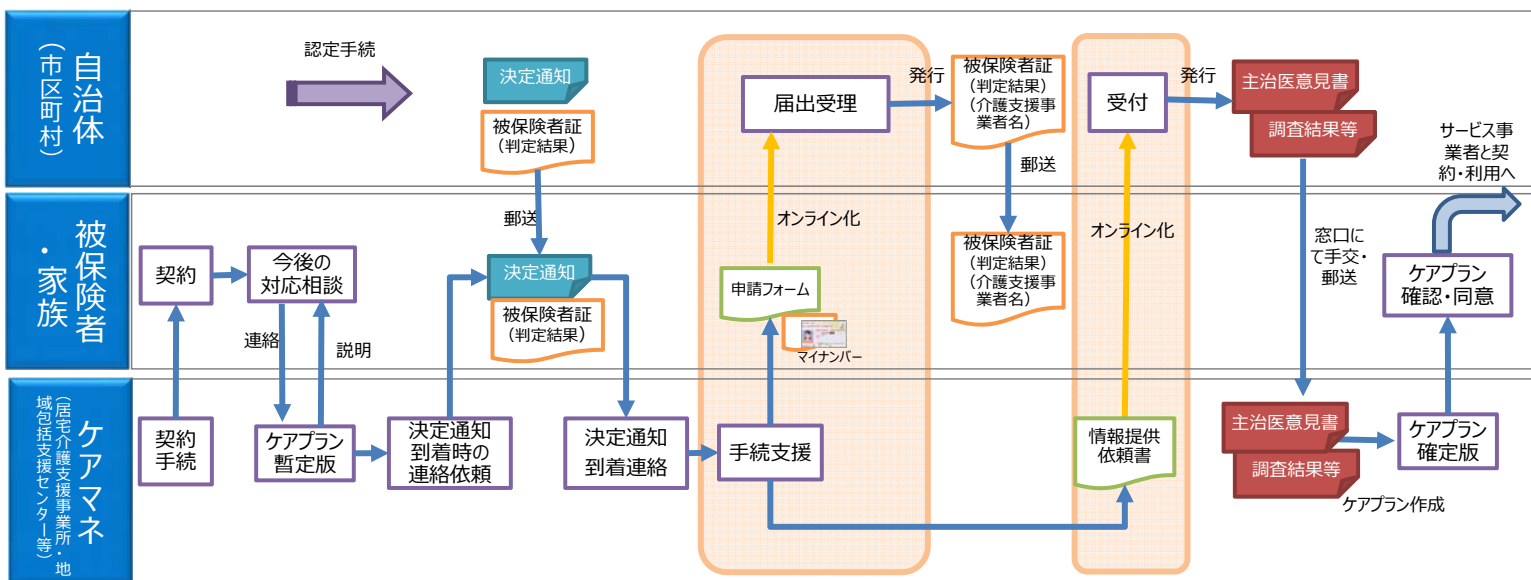 自治体
（市区町村）
認定手続
決定通知
被保険者証
（判定結果）
届出受理
発行
被保険者証
（判定結果）
（介護支援事
業者名）
郵送
受付
発行
主治医意見書
調査結果等
サービス事
業者と契
約・利用へ
被保険者
・家族
契約
今後の
対応相談
連絡
説明
郵送
決定通知
被保険者証
（判定結果）
オンライン化
申請フォーム
マイナンバー
被保険者証
（判定結果）
（介護支援事
業者名）
オンライン化
窓口に
て手交・
郵送
ケアプラン
確認・同意
ケアマネ
（居宅介護支援事業所・地
域包括支援センター等）
契約
手続
ケアプラン
暫定版
決定通知
到着時の
連絡依頼
決定通知
到着連絡
手続支援
情報提供
依頼書
主治医意見書
調査結果等
ケアプラン作成
ケアプラン
確定版